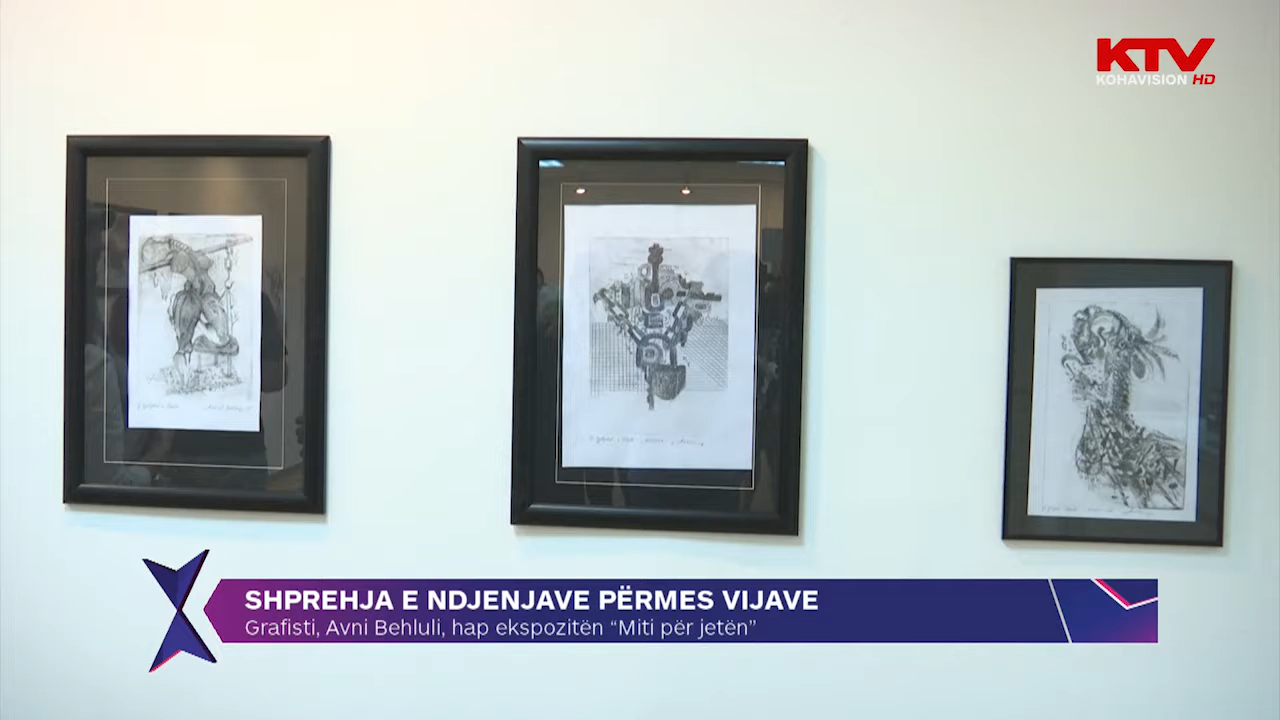 KTV
KOHAVISION HD
SHPREHJA E NDJENJAVE PËRMES VIJAVE
Grafisti, Avni Behluli, hap ekspozitën “Miti për jetën”